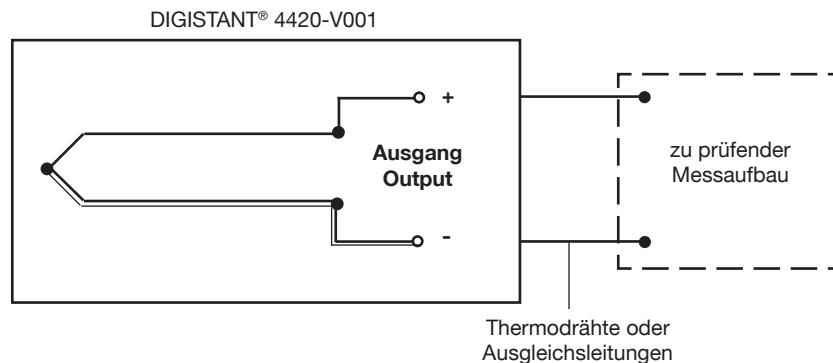 DIGISTANT® 4420-V001
+
Ausgang
Output
-
zu prüfender
Messaufbau
Thermodrähte oder
Ausgleichsleitungen